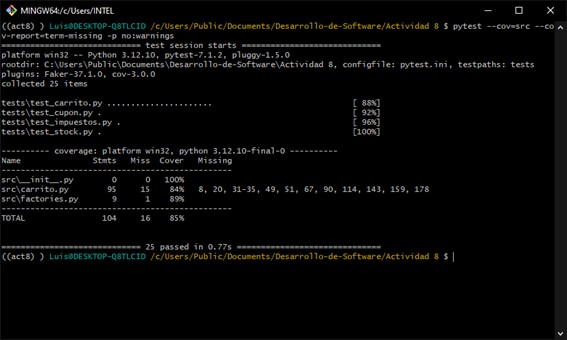 MINGW64:/c/Users/INTEL
((act8) ) Luis@DESKTOP-Q8TLCID /c/Users/Public/Documents/Desarrollo-de-Software/Actividad 8 $ pytest --cov=src --co
v-report=term-missing -p no:warnings
============================= test session starts =============================
platform win32 -- Python 3.12.10, pytest-7.1.2, pluggy-1.5.0
rootdir: C:\Users\Public\Documents\Desarrollo-de-Software\Actividad 8, configfile: pytest.ini, testpaths: tests
plugins: Faker-37.1.0, cov-3.0.0
collected 25 items
tests\test_carrito.py ...................... [ 88%]
tests\test_cupon.py . [ 92%]
tests\test_impuestos.py . [ 96%]
tests\test_stock.py . [100%]
---------- coverage: platform win32, python 3.12.10-final-0 ----------
Name Stmts Miss Cover Missing
--------------------------------------------------
src\__init__.py 0 0 100%
src\carrito.py 95 15 84% 8, 20, 31-35, 49, 51, 67, 90, 114, 143, 159, 178
src\factories.py 9 1 89%
--------------------------------------------------
TOTAL 104 16 85%
============================= 25 passed in 0.77s ==============================
((act8) ) Luis@DESKTOP-Q8TLCID /c/Users/Public/Documents/Desarrollo-de-Software/Actividad 8 $